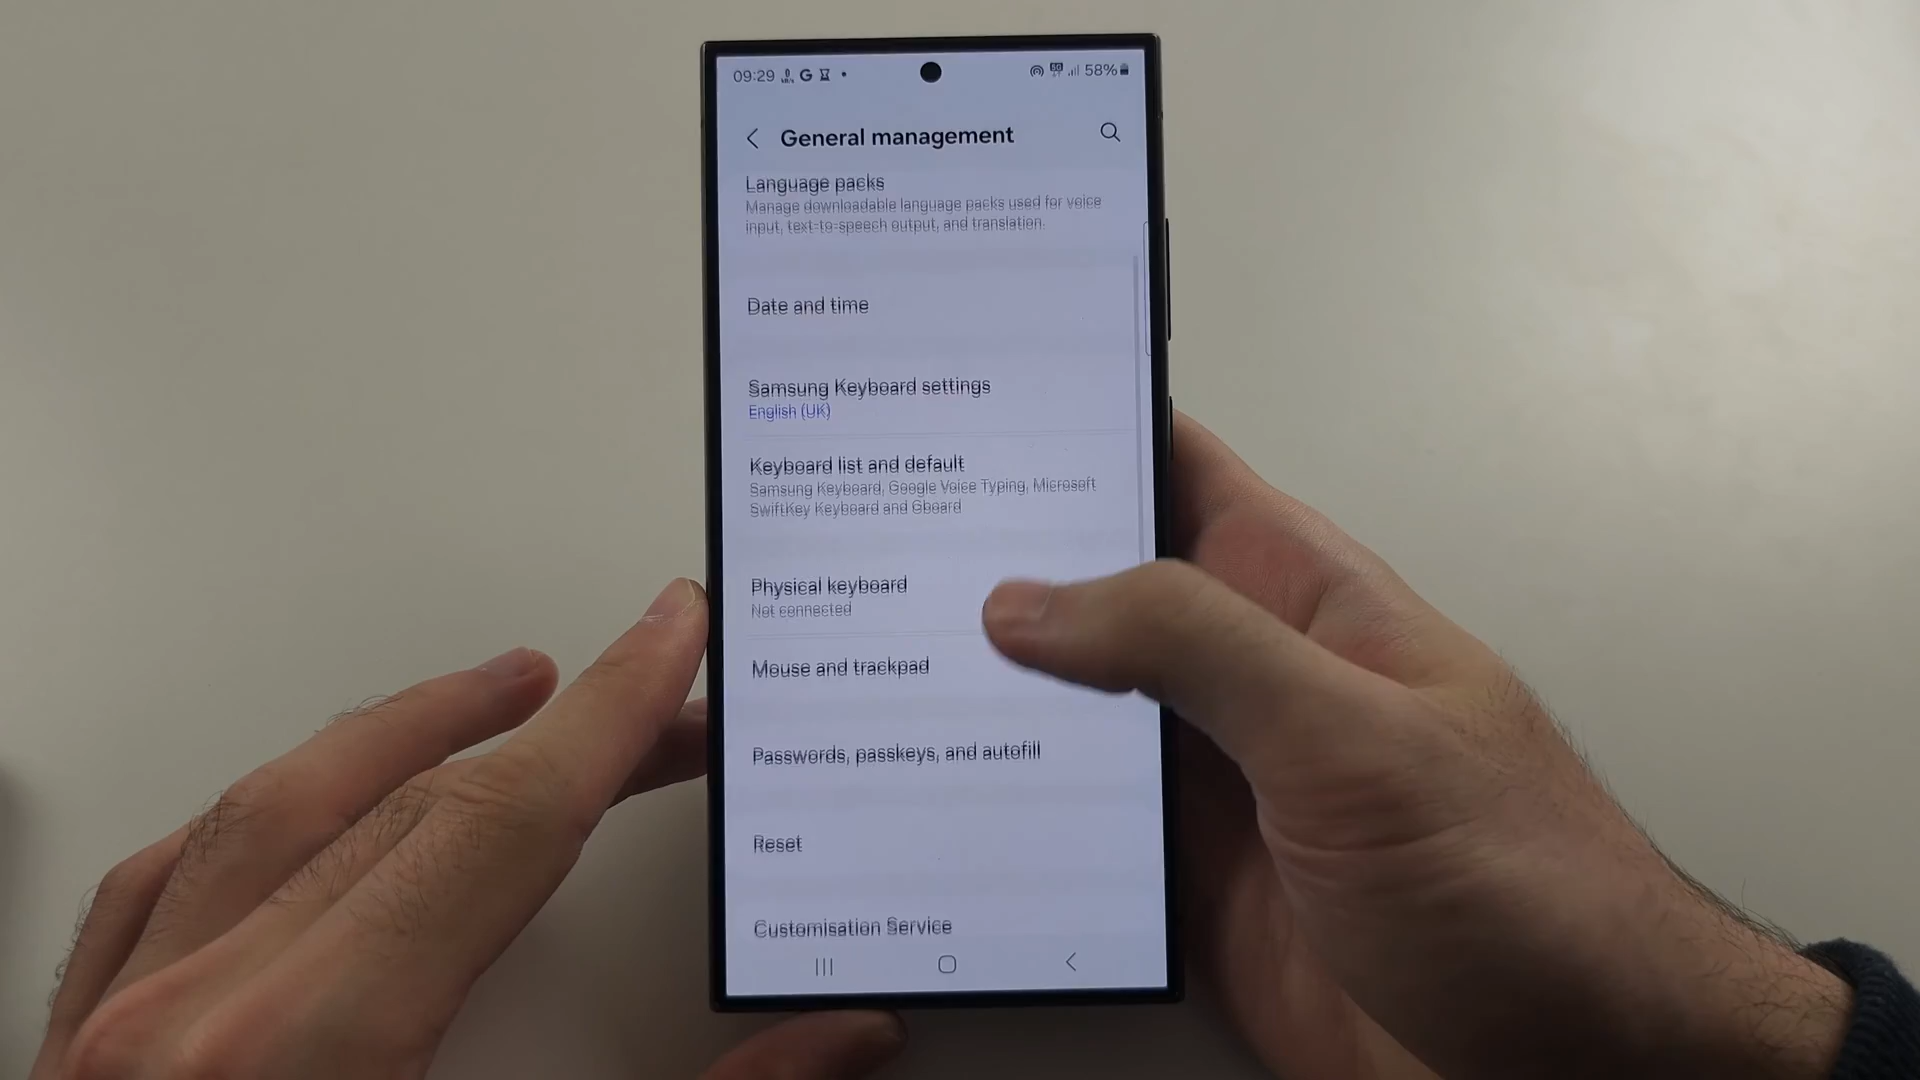 09:29 G
5G 58%
General management
Language packs
Manage downloadable language packs used for voice
input, text-to-speech output, and translation.
Date and time
Samsung Keyboard settings
English (UK)
Keyboard list and default
Samsung Keyboard, Google Voice Typing, Microsoft
SwiftKey Keyboard and Gboard
Physical keyboard
Not connected
Mouse and trackpad
Passwords, passkeys, and autofill
Reset
Customisation Service